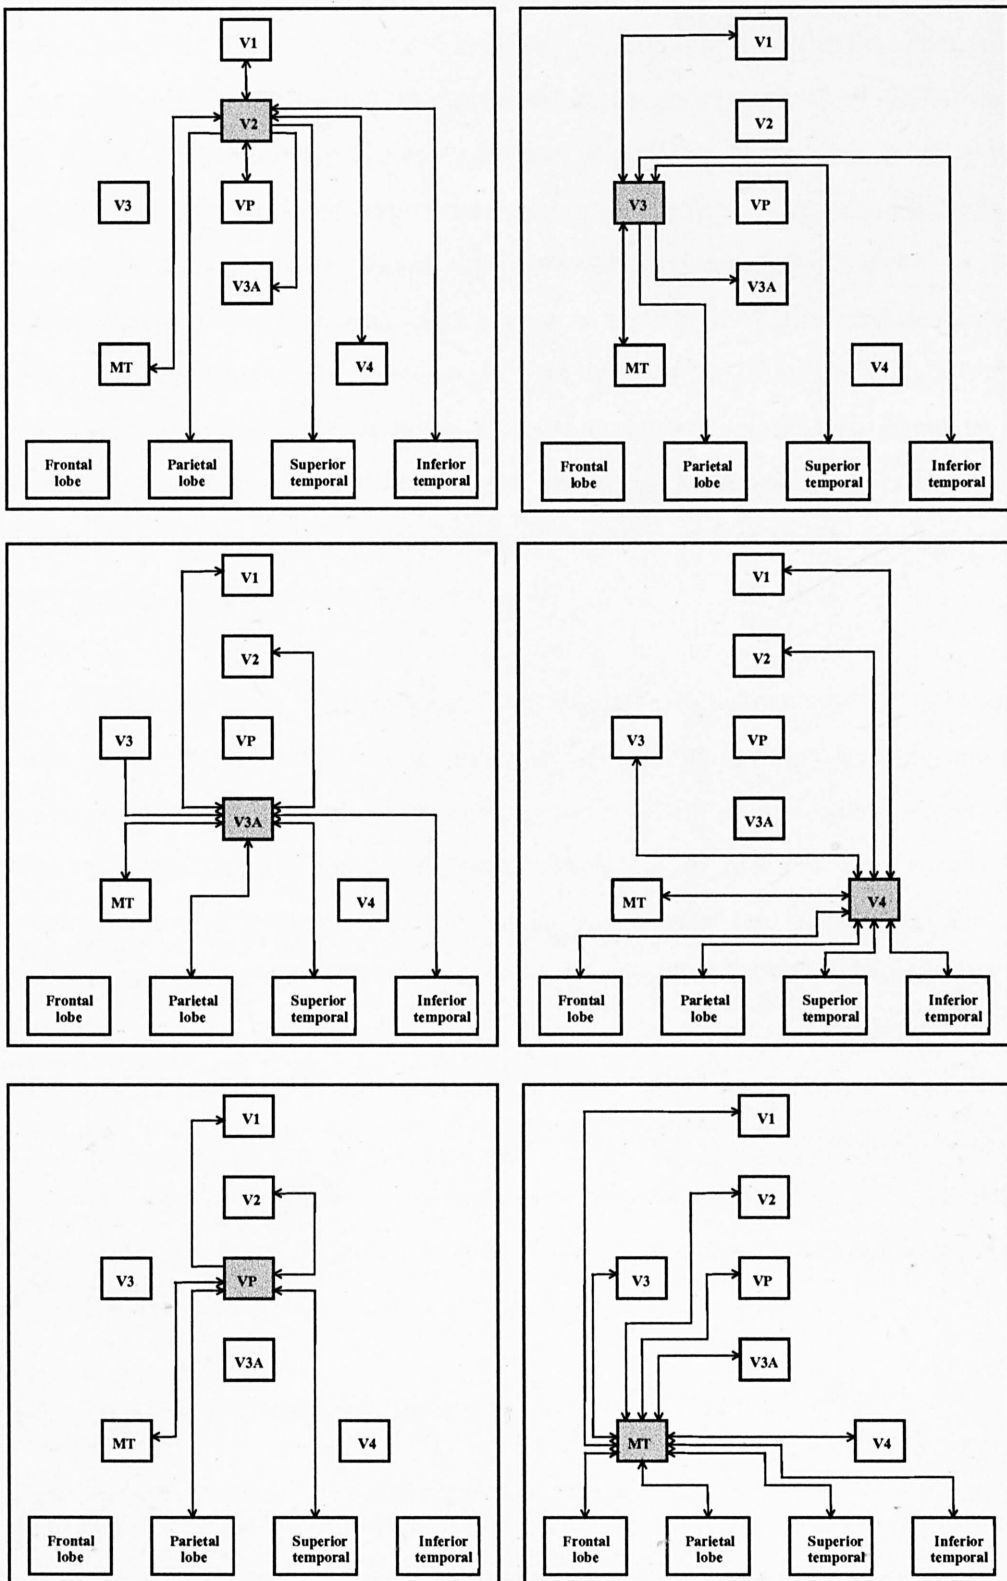 V1
V2
V3
VP
V3A
MT
V4
Frontal
lobe
Parietal
lobe
Superior
temporal
Inferior
temporal
V1
V2
V3
VP
V3A
MT
V4
Frontal
lobe
Parietal
lobe
Superior
temporal
Inferior
temporal
V1
V2
V3
VP
V3A
MT
V4
Frontal
lobe
Parietal
lobe
Superior
temporal
Inferior
temporal
V1
V2
V3
VP
V3A
MT
V4
Frontal
lobe
Parietal
lobe
Superior
temporal
Inferior
temporal
V1
V2
V3
VP
V3A
MT
V4
Frontal
lobe
Parietal
lobe
Superior
temporal
Inferior
temporal
V1
V2
V3
VP
V3A
MT
V4
Frontal
lobe
Parietal
lobe
Superior
temporal
Inferior
temporal